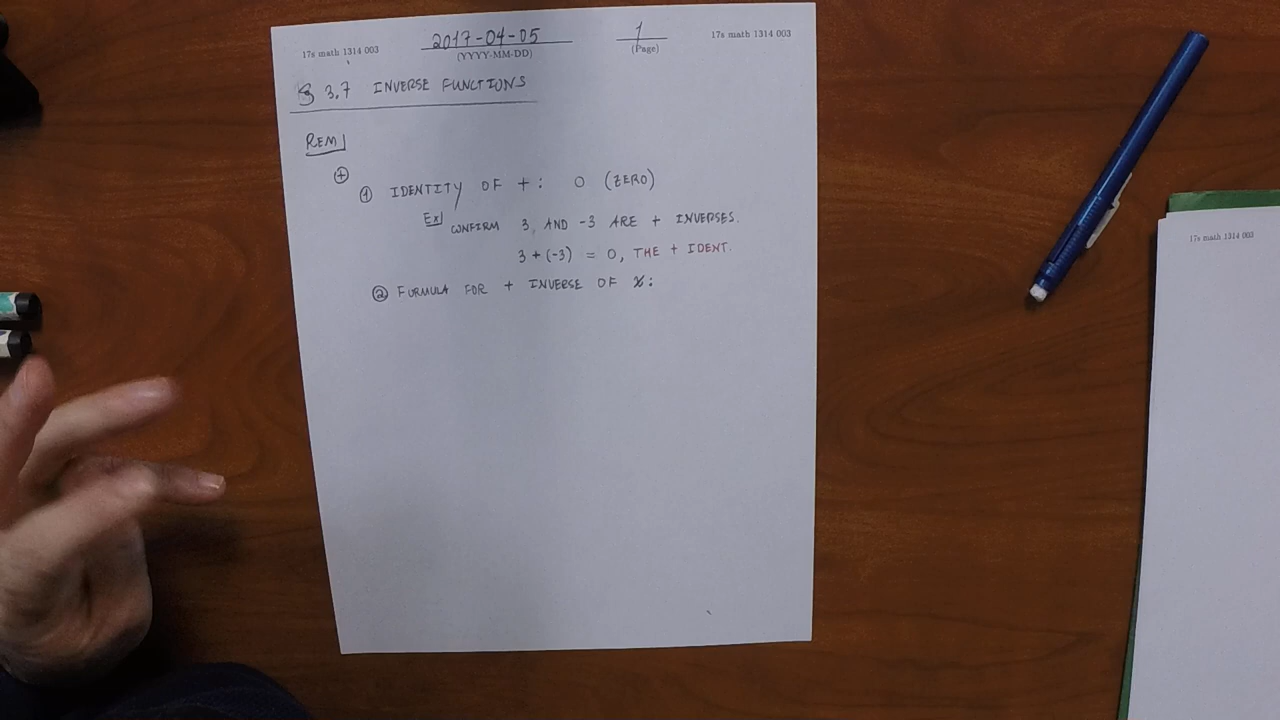 17s math 1314 003 2017-04-05 1 17s math 1314 003
(YYYY-MM-DD) (Page)
§ 3.7 INVERSE FUNCTIONS
REM
+
① IDENTITY OF + : 0 (ZERO)
EX CONFIRM 3, AND -3 ARE + INVERSES.
3 + (-3) = 0, THE + IDENT.
② FURMULA FOR + INVERSE OF x:
17s math 1314 003